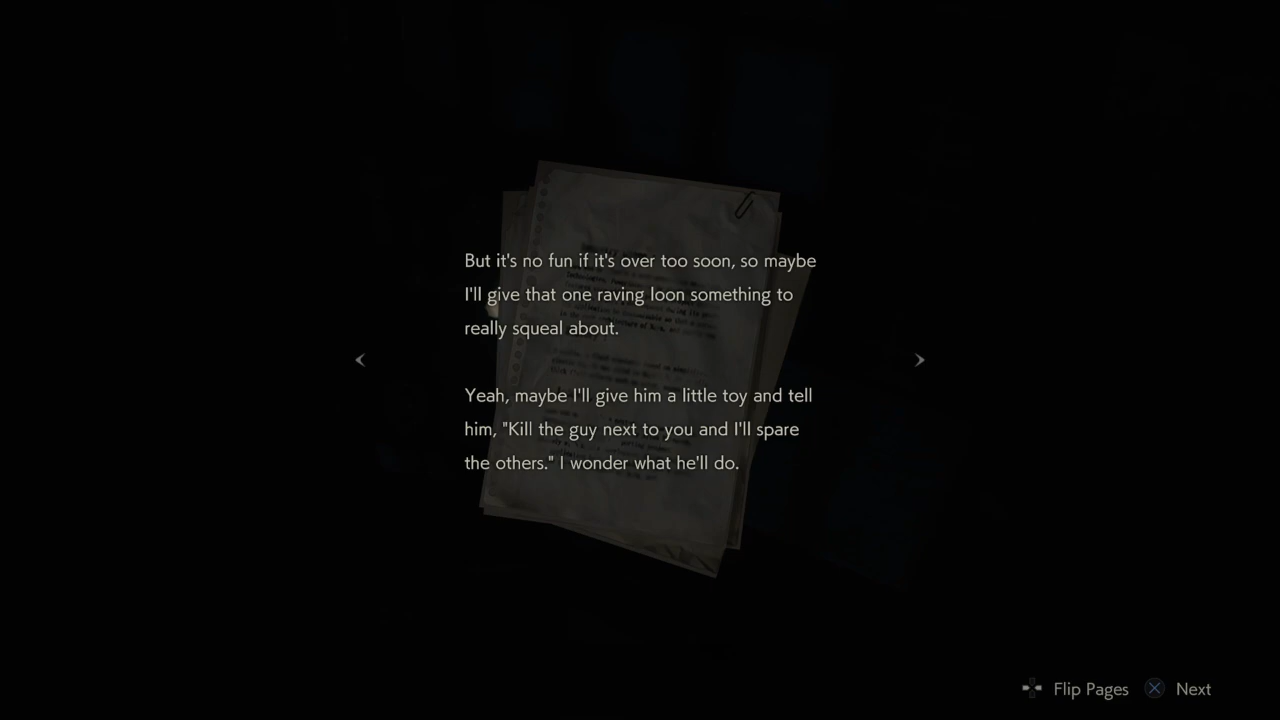 But it's no fun if it's over too soon, so maybe
I'll give that one raving loon something to
really squeal about.
Yeah, maybe I'll give him a little toy and tell
him, "Kill the guy next to you and I'll spare
the others." I wonder what he'll do.
Flip Pages
Next